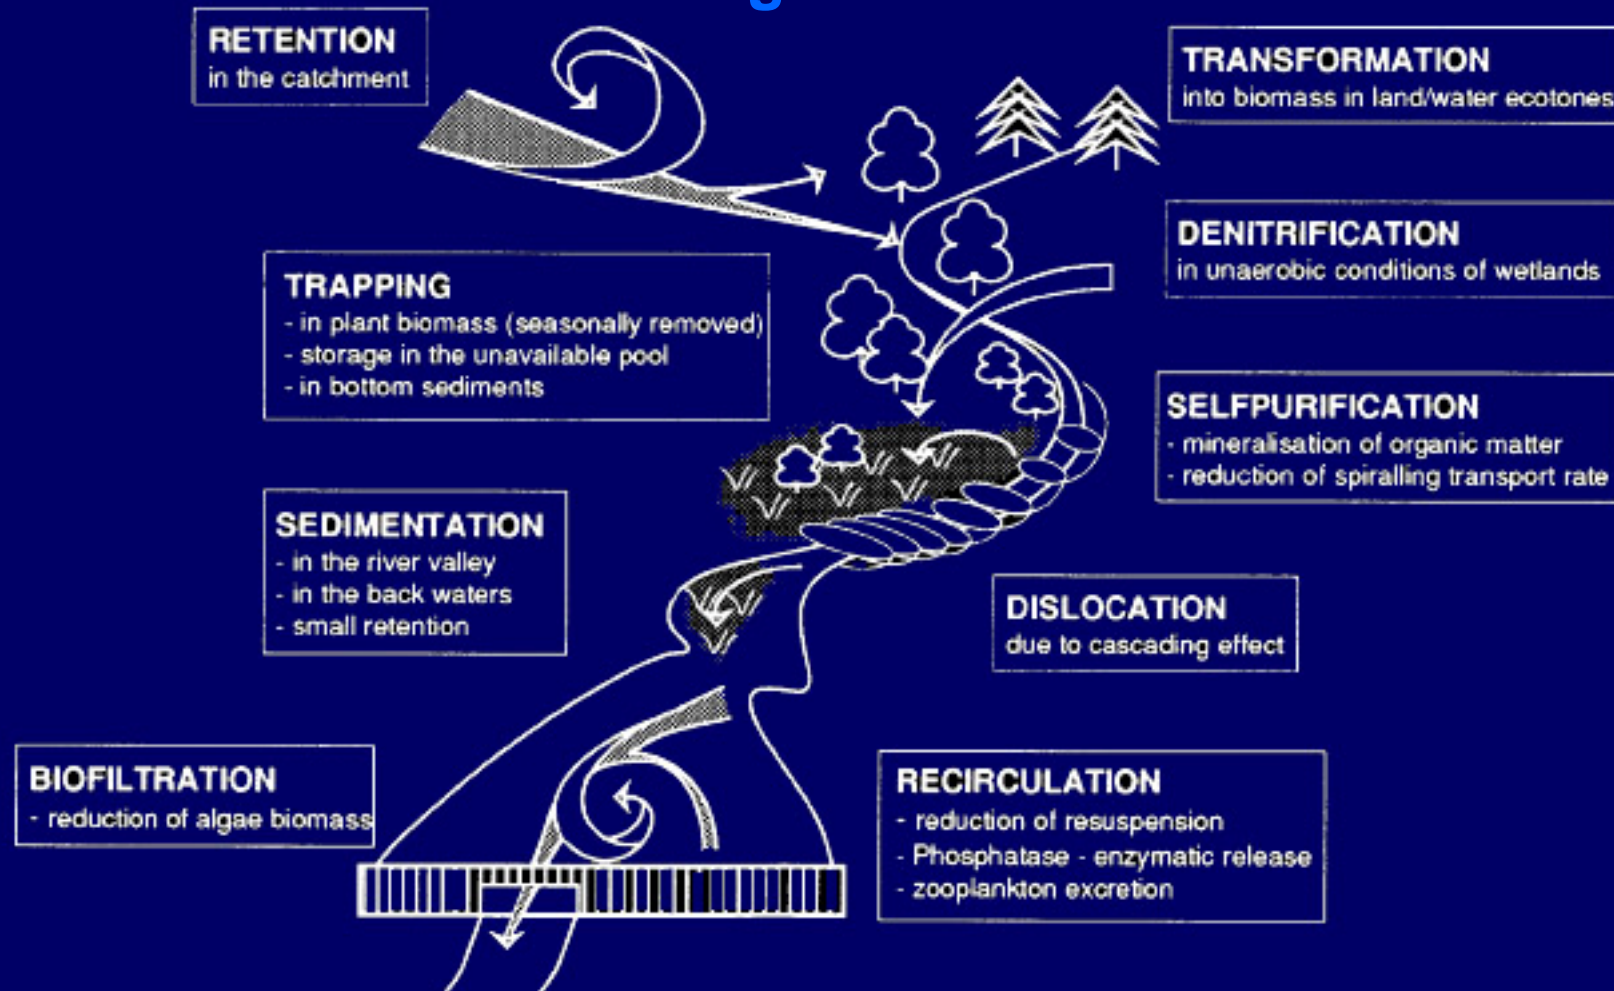 RETENTION
in the catchment
TRANSFORMATION
into biomass in land/water ecotones
DENITRIFICATION
in unaerobic conditions of wetlands
TRAPPING
- in plant biomass (seasonally removed)
- storage in the unavailable pool
- in bottom sediments
SELFPURIFICATION
- mineralisation of organic matter
- reduction of spiralling transport rate
SEDIMENTATION
- in the river valley
- in the back waters
- small retention
DISLOCATION
due to cascading effect
BIOFILTRATION
- reduction of algae biomass
RECIRCULATION
- reduction of resuspension
- Phosphatase - enzymatic release
- zooplankton excretion